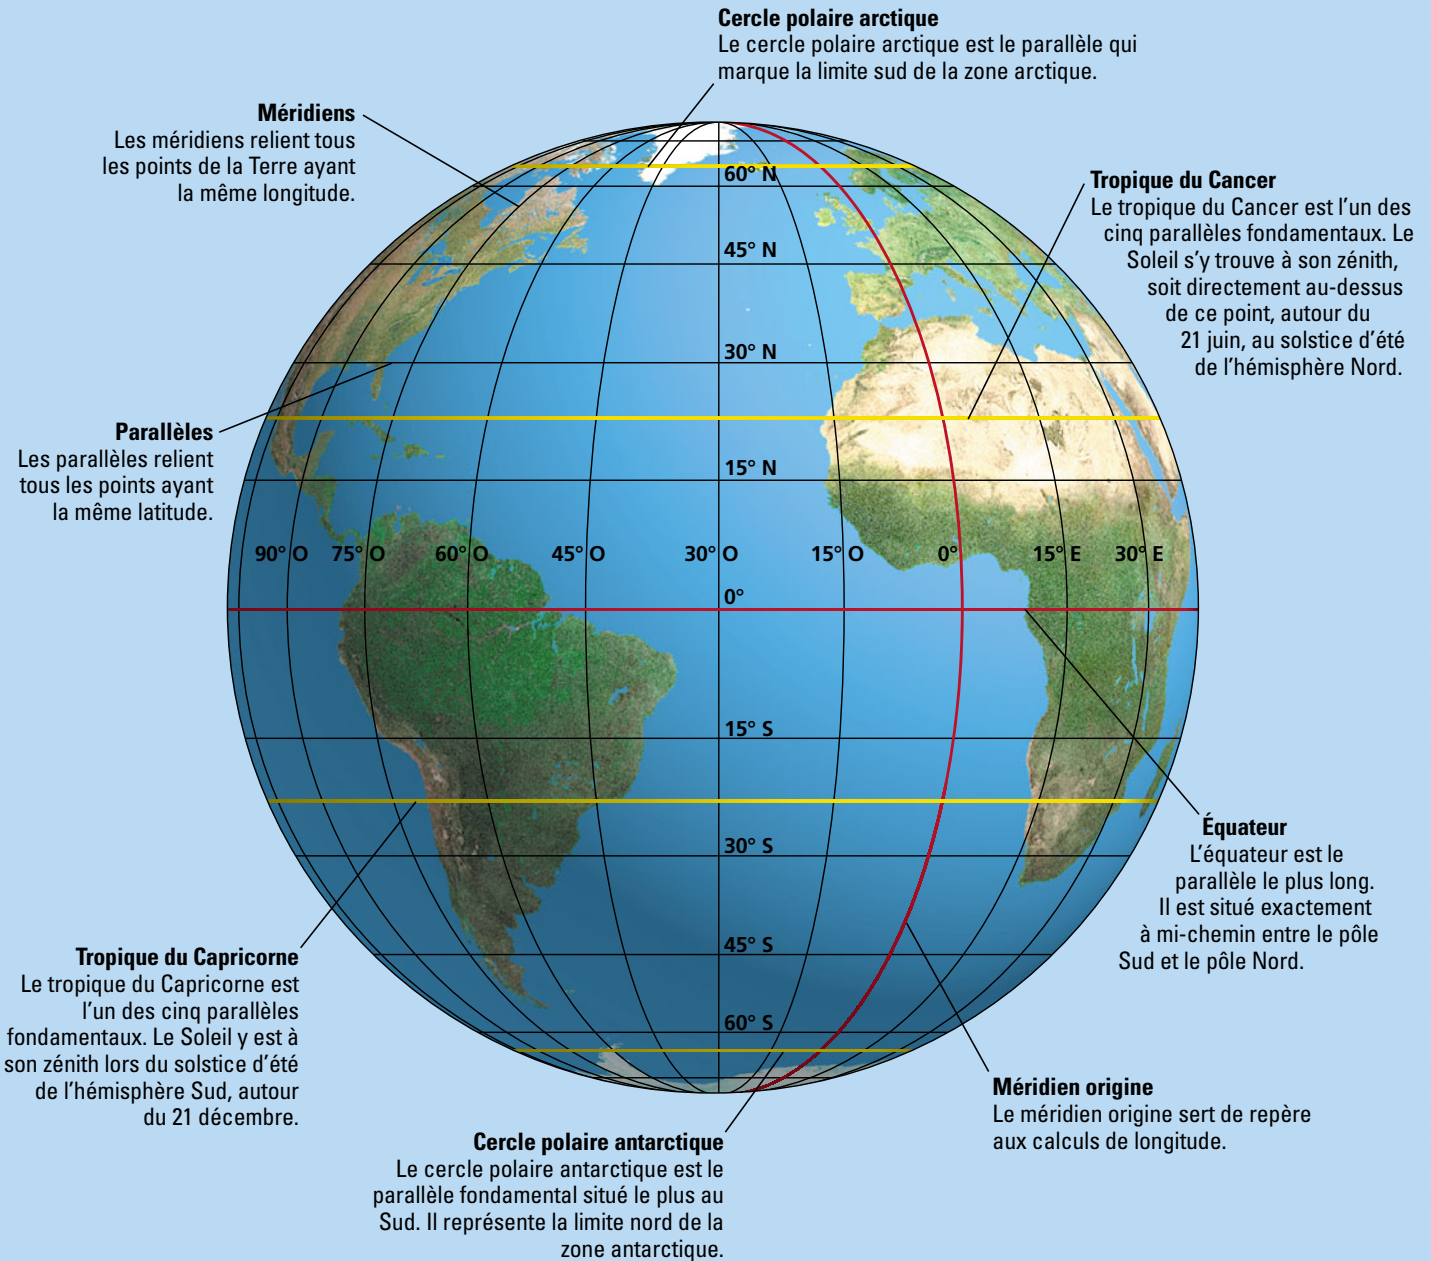 Cercle polaire arctique
Le cercle polaire arctique est le parallèle qui
marque la limite sud de la zone arctique.
Méridiens
Les méridiens relient tous
les points de la Terre ayant
la même longitude.
Tropique du Cancer
Le tropique du Cancer est l'un des
cinq parallèles fondamentaux. Le
Soleil s'y trouve à son zénith,
soit directement au-dessus
de ce point, autour du
21 juin, au solstice d'été
de l'hémisphère Nord.
Parallèles
Les parallèles relient
tous les points ayant
la même latitude.
60° N
45° N
30° N
15° N
90° O 75° O 60° O 45° O 30° O 15° O 0° 15° E 30° E
0°
15° S
30° S
45° S
60° S
Équateur
L'équateur est le
parallèle le plus long.
Il est situé exactement
à mi-chemin entre le pôle
Sud et le pôle Nord.
Tropique du Capricorne
Le tropique du Capricorne est
l'un des cinq parallèles
fondamentaux. Le Soleil y est à
son zénith lors du solstice d'été
de l'hémisphère Sud, autour
du 21 décembre.
Méridien origine
Le méridien origine sert de repère
aux calculs de longitude.
Cercle polaire antarctique
Le cercle polaire antarctique est le
parallèle fondamental situé le plus au
Sud. Il représente la limite nord de la
zone antarctique.